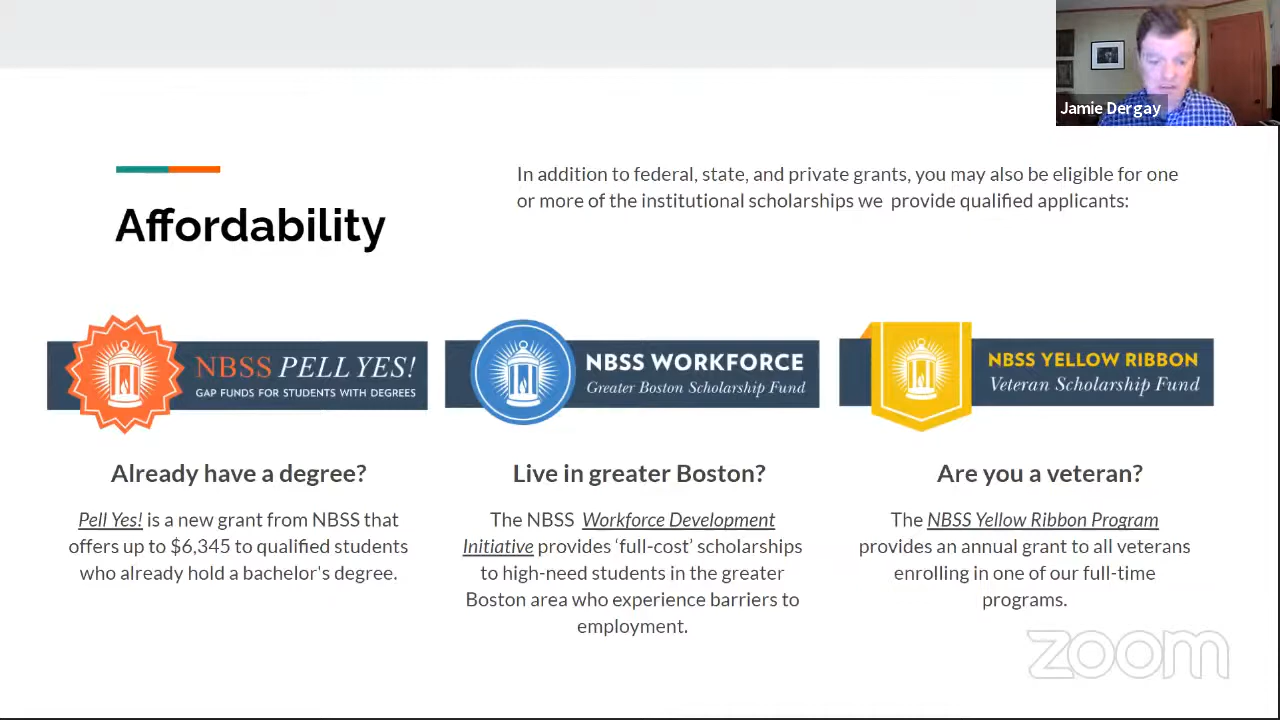 Jamie Dergay
In addition to federal, state, and private grants, you may also be eligible for one
or more of the institutional scholarships we provide qualified applicants:
Affordability
NBSS PELL YES!
GAP FUNDS FOR STUDENTS WITH DEGREES
NBSS WORKFORCE
Greater Boston Scholarship Fund
NBSS YELLOW RIBBON
Veteran Scholarship Fund
Already have a degree?
Pell Yes! is a new grant from NBSS that
offers up to $6,345 to qualified students
who already hold a bachelor's degree.
Live in greater Boston?
The NBSS Workforce Development
Initiative provides ‘full-cost’ scholarships
to high-need students in the greater
Boston area who experience barriers to
employment.
Are you a veteran?
The NBSS Yellow Ribbon Program
provides an annual grant to all veterans
enrolling in one of our full-time
programs.
zoom